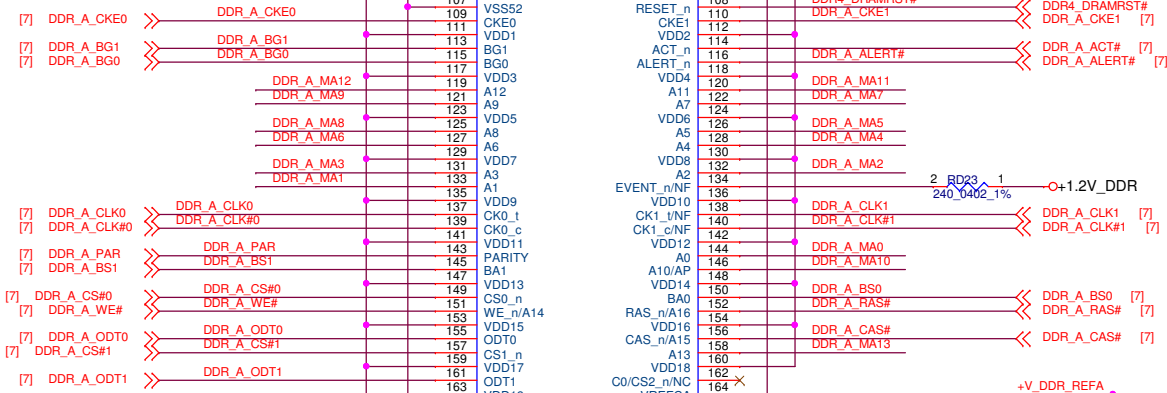 107 VSS52
[7] DDR_A_CKE0 DDR_A_CKE0 109 CKE0
111 VDD1
[7] DDR_A_BG1 DDR_A_BG1 113 BG1
[7] DDR_A_BG0 DDR_A_BG0 115 BG0
117 VDD3
DDR_A_MA12 119 A12
DDR_A_MA9 121 A9
123 VDD5
DDR_A_MA8 125 A8
DDR_A_MA6 127 A6
129 VDD7
DDR_A_MA3 131 A3
DDR_A_MA1 133 A1
135 VDD9
[7] DDR_A_CLK0 DDR_A_CLK0 137 CK0_t
[7] DDR_A_CLK#0 DDR_A_CLK#0 139 CK0_c
141 VDD11
[7] DDR_A_PAR DDR_A_PAR 143 PARITY
[7] DDR_A_BS1 DDR_A_BS1 145 BA1
147 VDD13
[7] DDR_A_CS#0 DDR_A_CS#0 149 CS0_n
[7] DDR_A_WE# DDR_A_WE# 151 WE_n/A14
153 VDD15
[7] DDR_A_ODT0 DDR_A_ODT0 155 ODT0
[7] DDR_A_CS#1 DDR_A_CS#1 157 CS1_n
159 VDD17
[7] DDR_A_ODT1 DDR_A_ODT1 161 ODT1
163
RESET_n 108 DDR4_DRAMRST# DDR4_DRAMRST#
CKE1 110 DDR_A_CKE1 DDR_A_CKE1 [7]
VDD2 112
ACT_n 114 DDR_A_ACT# [7]
ALERT_n 116 DDR_A_ALERT# DDR_A_ALERT# [7]
VDD4 118
A11 120 DDR_A_MA11
A7 122 DDR_A_MA7
VDD6 124
A5 126 DDR_A_MA5
A4 128 DDR_A_MA4
VDD8 130
A2 132 DDR_A_MA2
EVENT_n/NF 134 2 RD23 1 +1.2V_DDR
240_0402_1%
VDD10 136
CK1_t/NF 138 DDR_A_CLK1 DDR_A_CLK1 [7]
CK1_c/NF 140 DDR_A_CLK#1 DDR_A_CLK#1 [7]
VDD12 142
A0 144 DDR_A_MA0
A10/AP 146 DDR_A_MA10
VDD14 148
BA0 150 DDR_A_BS0 DDR_A_BS0 [7]
RAS_n/A16 152 DDR_A_RAS# DDR_A_RAS# [7]
VDD16 154
CAS_n/A15 156 DDR_A_CAS# DDR_A_CAS# [7]
A13 158 DDR_A_MA13
VDD18 160
C0/CS2_n/NC 162
164
+V_DDR_REFA